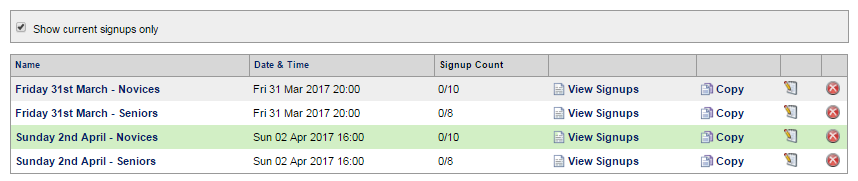 Show current signups only
Name Date & Time Signup Count
Friday 31st March - Novices Fri 31 Mar 2017 20:00 0/10 View Signups Copy
Friday 31st March - Seniors Fri 31 Mar 2017 20:00 0/8 View Signups Copy
Sunday 2nd April - Novices Sun 02 Apr 2017 16:00 0/10 View Signups Copy
Sunday 2nd April - Seniors Sun 02 Apr 2017 16:00 0/8 View Signups Copy